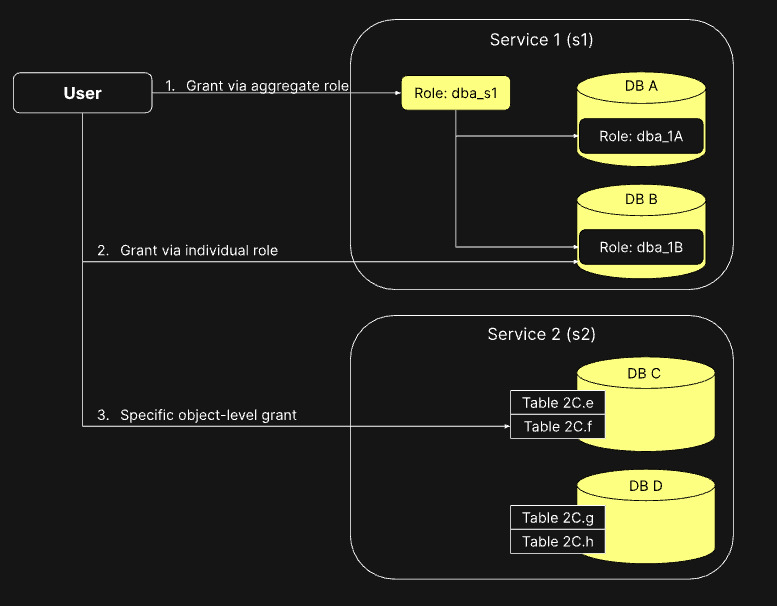 Service 1 (s1)
User
1. Grant via aggregate role
Role: dba_s1
DB A
Role: dba_1A
DB B
Role: dba_1B
2. Grant via individual role
Service 2 (s2)
DB C
Table 2C.e
3. Specific object-level grant
Table 2C.f
DB D
Table 2C.g
Table 2C.h